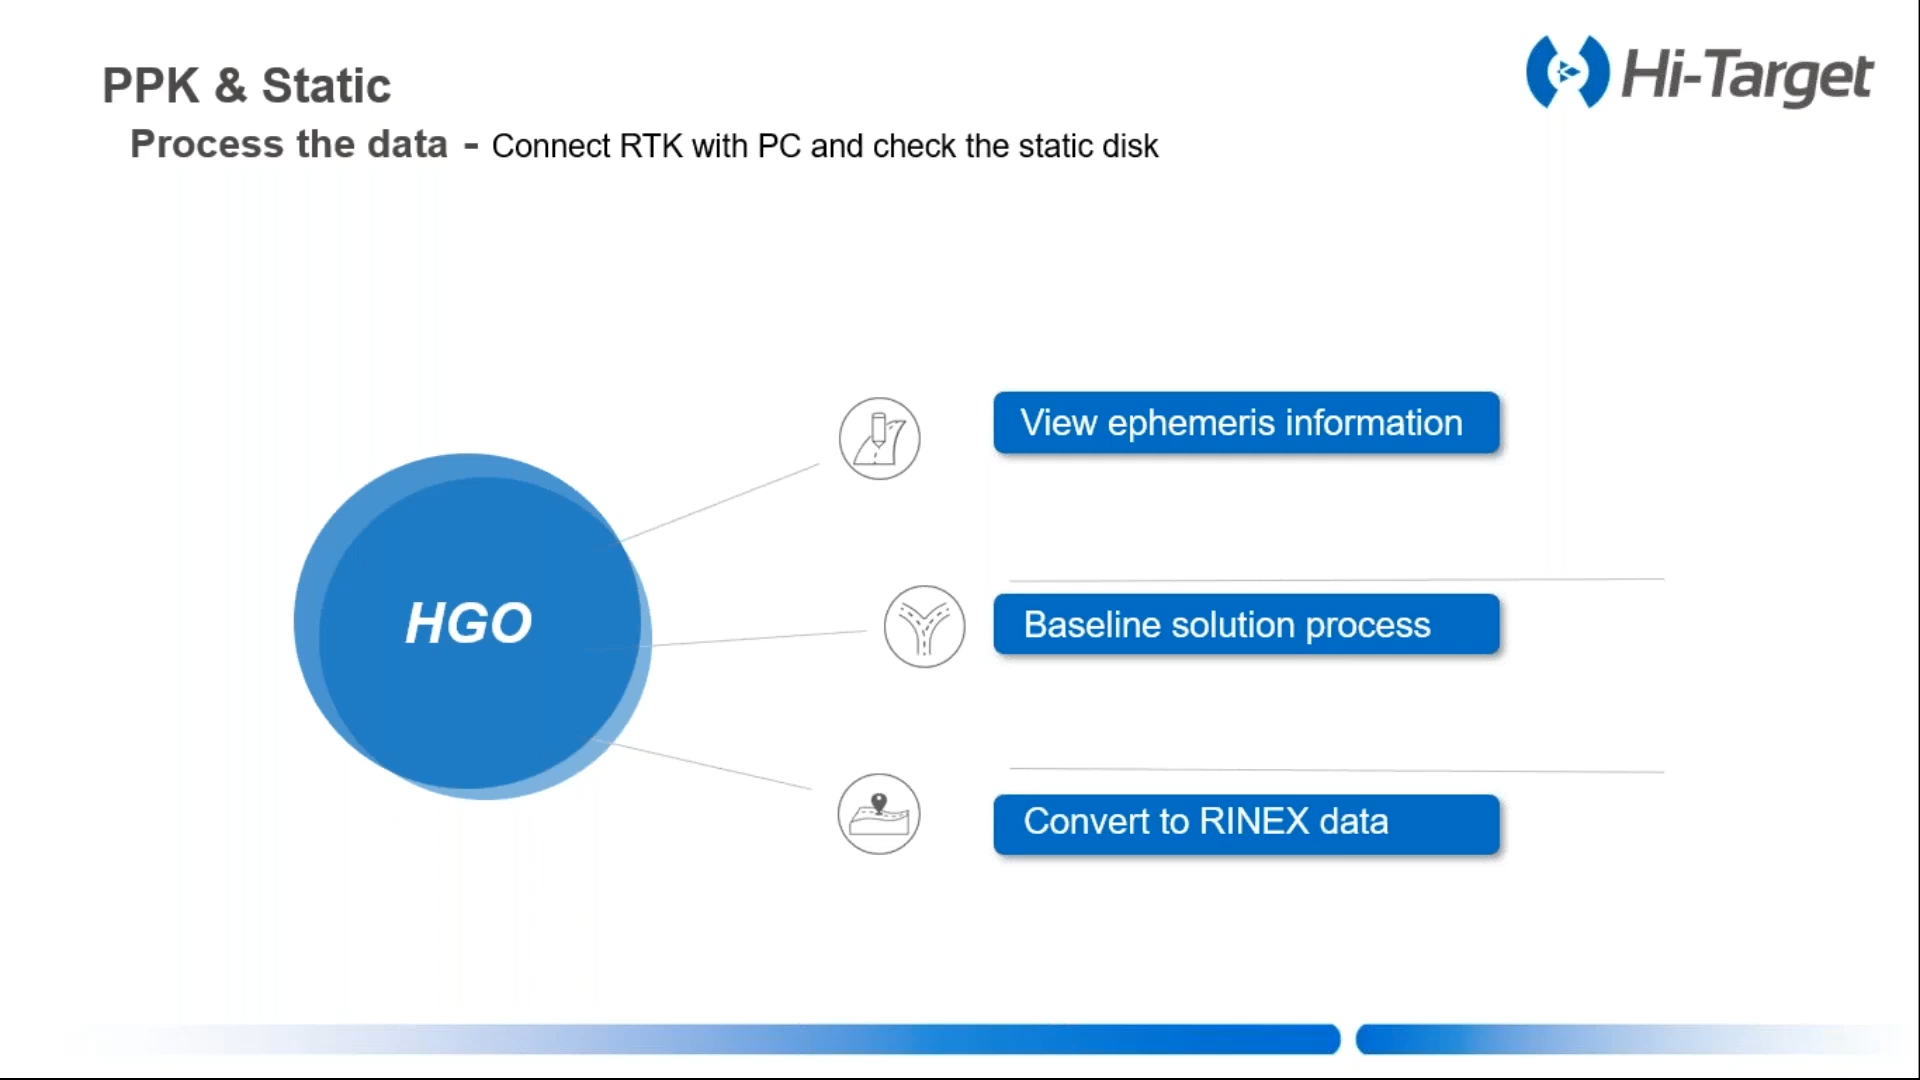 Hi-Target
PPK & Static
Process the data - Connect RTK with PC and check the static disk
View ephemeris information
HGO
Baseline solution process
Convert to RINEX data